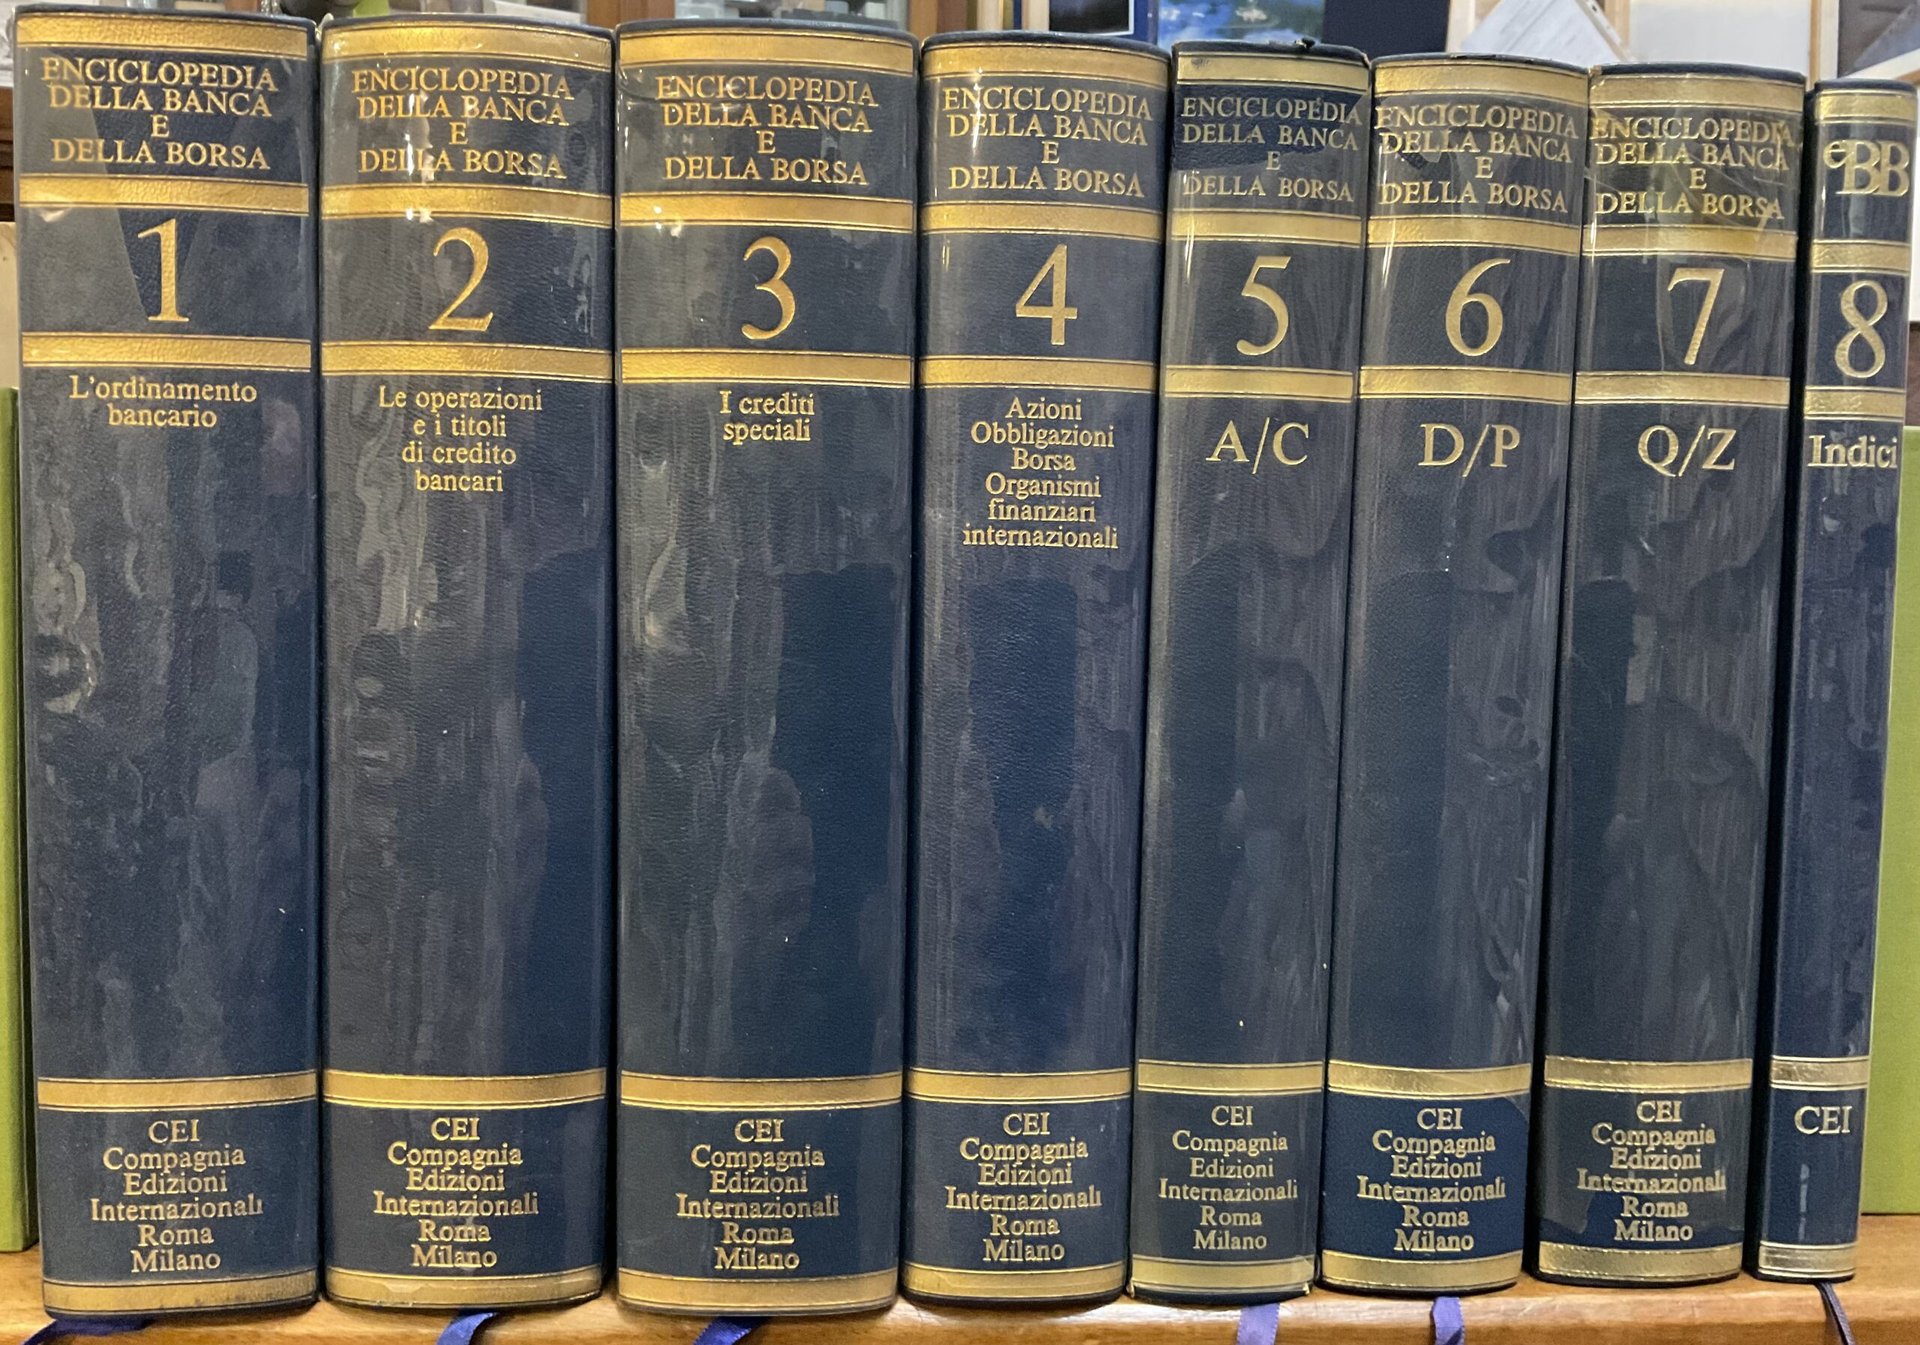 ENCICLOPEDIA
DELLA BANCA
E
DELLA BORSA
1
L'ordinamento
bancario
CEI
Compagnia
Edizioni
Internazionali
Roma
Milano
ENCICLOPEDIA
DELLA BANCA
E
DELLA BORSA
2
Le operazioni
e i titoli
di credito
bancari
CEI
Compagnia
Edizioni
Internazionali
Roma
Milano
ENCICLOPEDIA
DELLA BANCA
E
DELLA BORSA
3
I crediti
speciali
CEI
Compagnia
Edizioni
Internazionali
Roma
Milano
ENCICLOPEDIA
DELLA BANCA
E
DELLA BORSA
4
Azioni
Obbligazioni
Borsa
Organismi
finanziari
internazionali
CEI
Compagnia
Edizioni
Internazionali
Roma
Milano
ENCICLOPEDIA
DELLA BANCA
E
DELLA BORSA
5
A/C
CEI
Compagnia
Edizioni
Internazionali
Roma
Milano
ENCICLOPEDIA
DELLA BANCA
E
DELLA BORSA
6
D/P
CEI
Compagnia
Edizioni
Internazionali
Roma
Milano
ENCICLOPEDIA
DELLA BANCA
E
DELLA BORSA
7
Q/Z
CEI
Compagnia
Edizioni
Internazionali
Roma
Milano
eBB
8
Indici
CEI